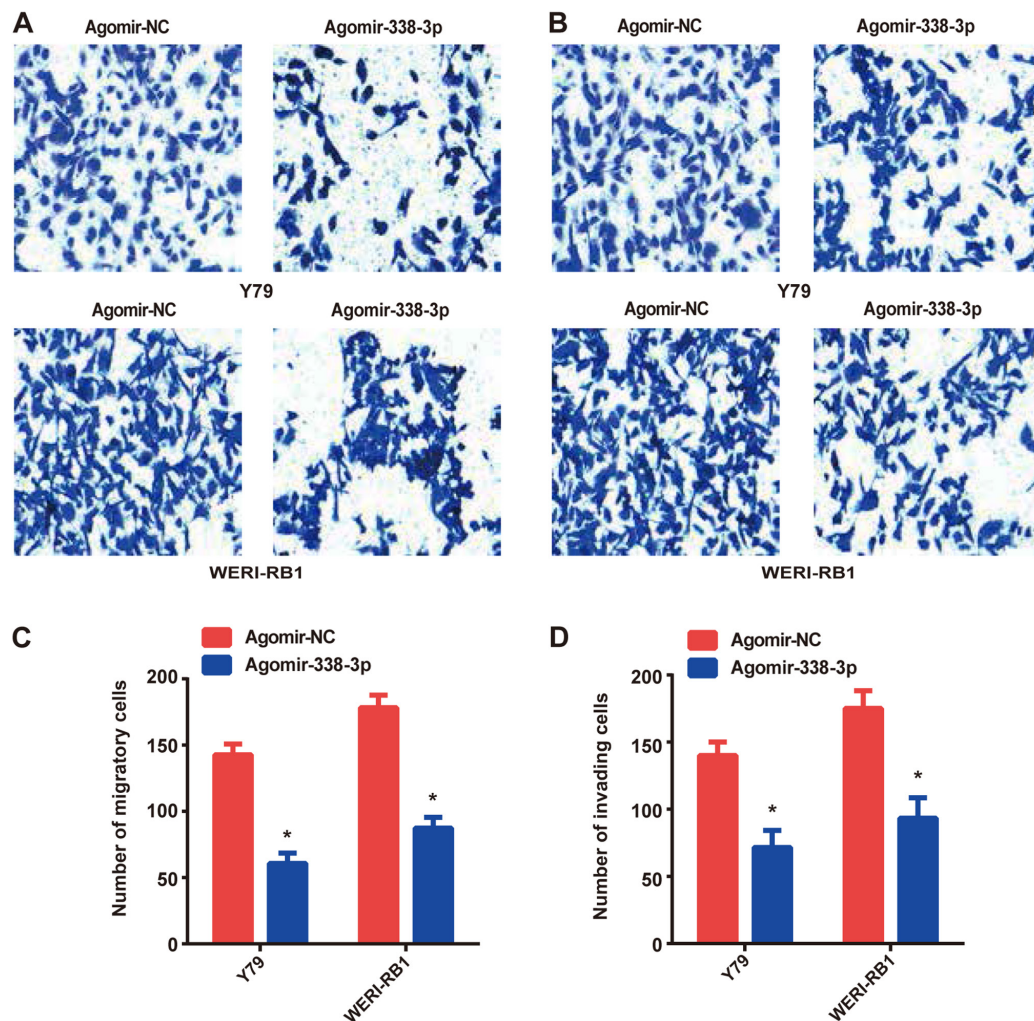 A
Agomir-NC
Agomir-338-3p
Y79
Agomir-NC
Agomir-338-3p
WERI-RB1
B
Agomir-NC
Agomir-338-3p
Y79
Agomir-NC
Agomir-338-3p
WERI-RB1
C
Agomir-NC
Agomir-338-3p
Number of migratory cells
200
150
100
50
0
*
*
Y79
WERI-RB1
D
Agomir-NC
Agomir-338-3p
Number of invading cells
200
150
100
50
0
*
*
Y79
WERI-RB1